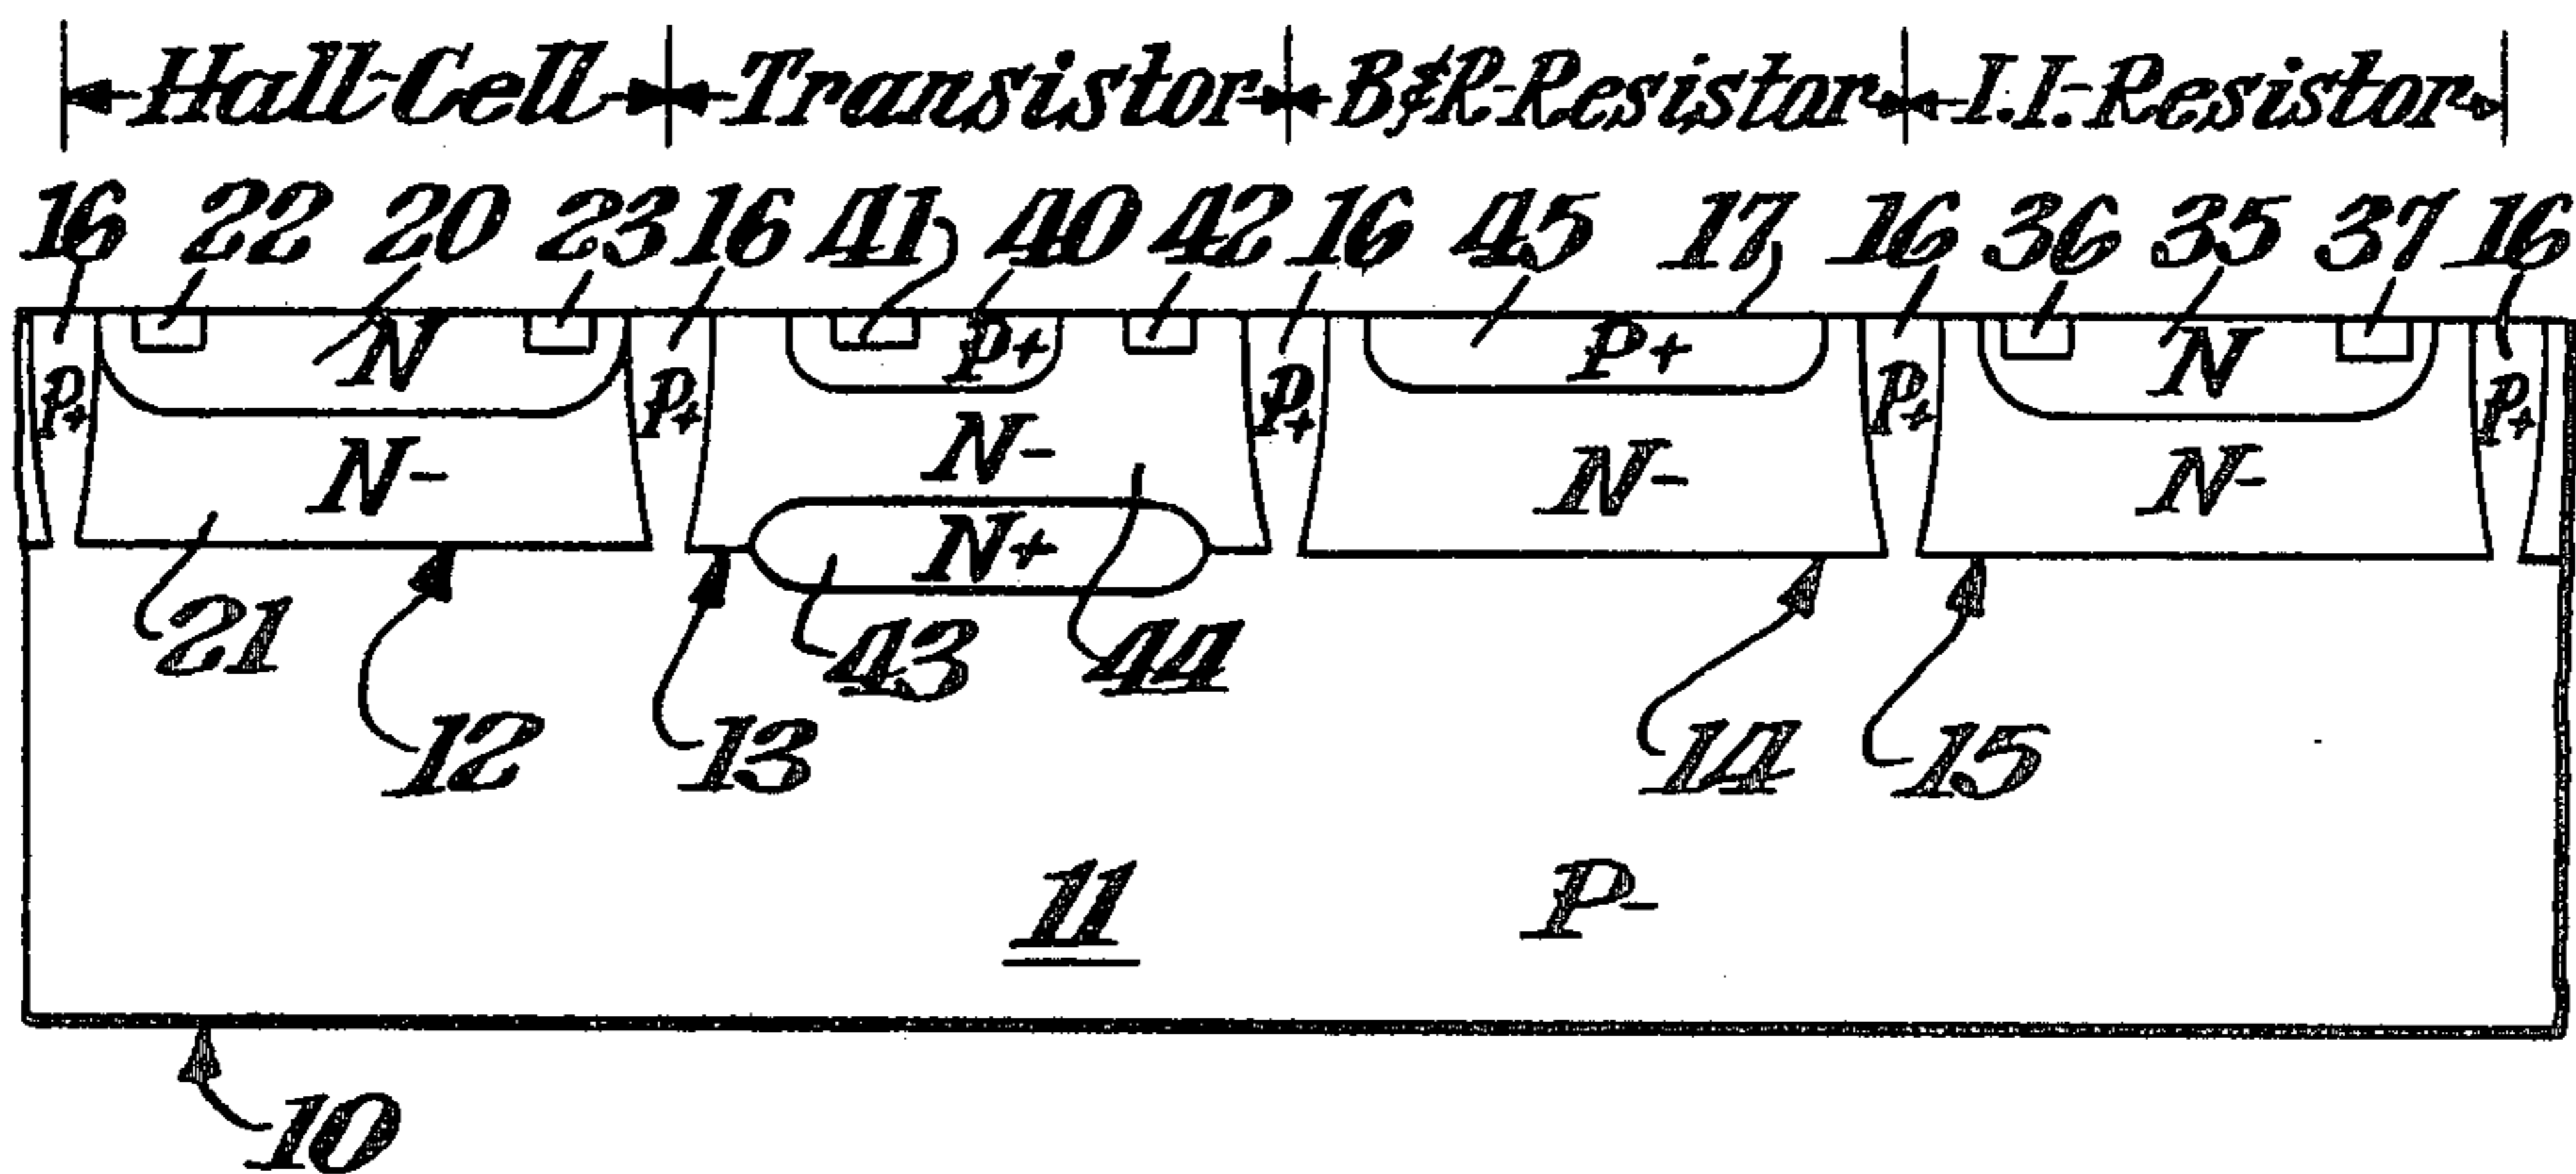 Hall-Cell Transistor B&R-Resistor I.I.-Resistor
16 22 20 23 16 41 40 42 16 45 17 16 36 35 37 16
P+ N P+ P+ P+ P+ P+ N P+
N- N- N- N-
N+
21 43 44
12 13 14 15
11 P-
10